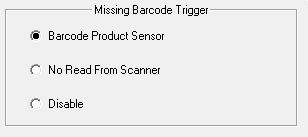 Missing Barcode Trigger
Barcode Product Sensor
No Read From Scanner
Disable